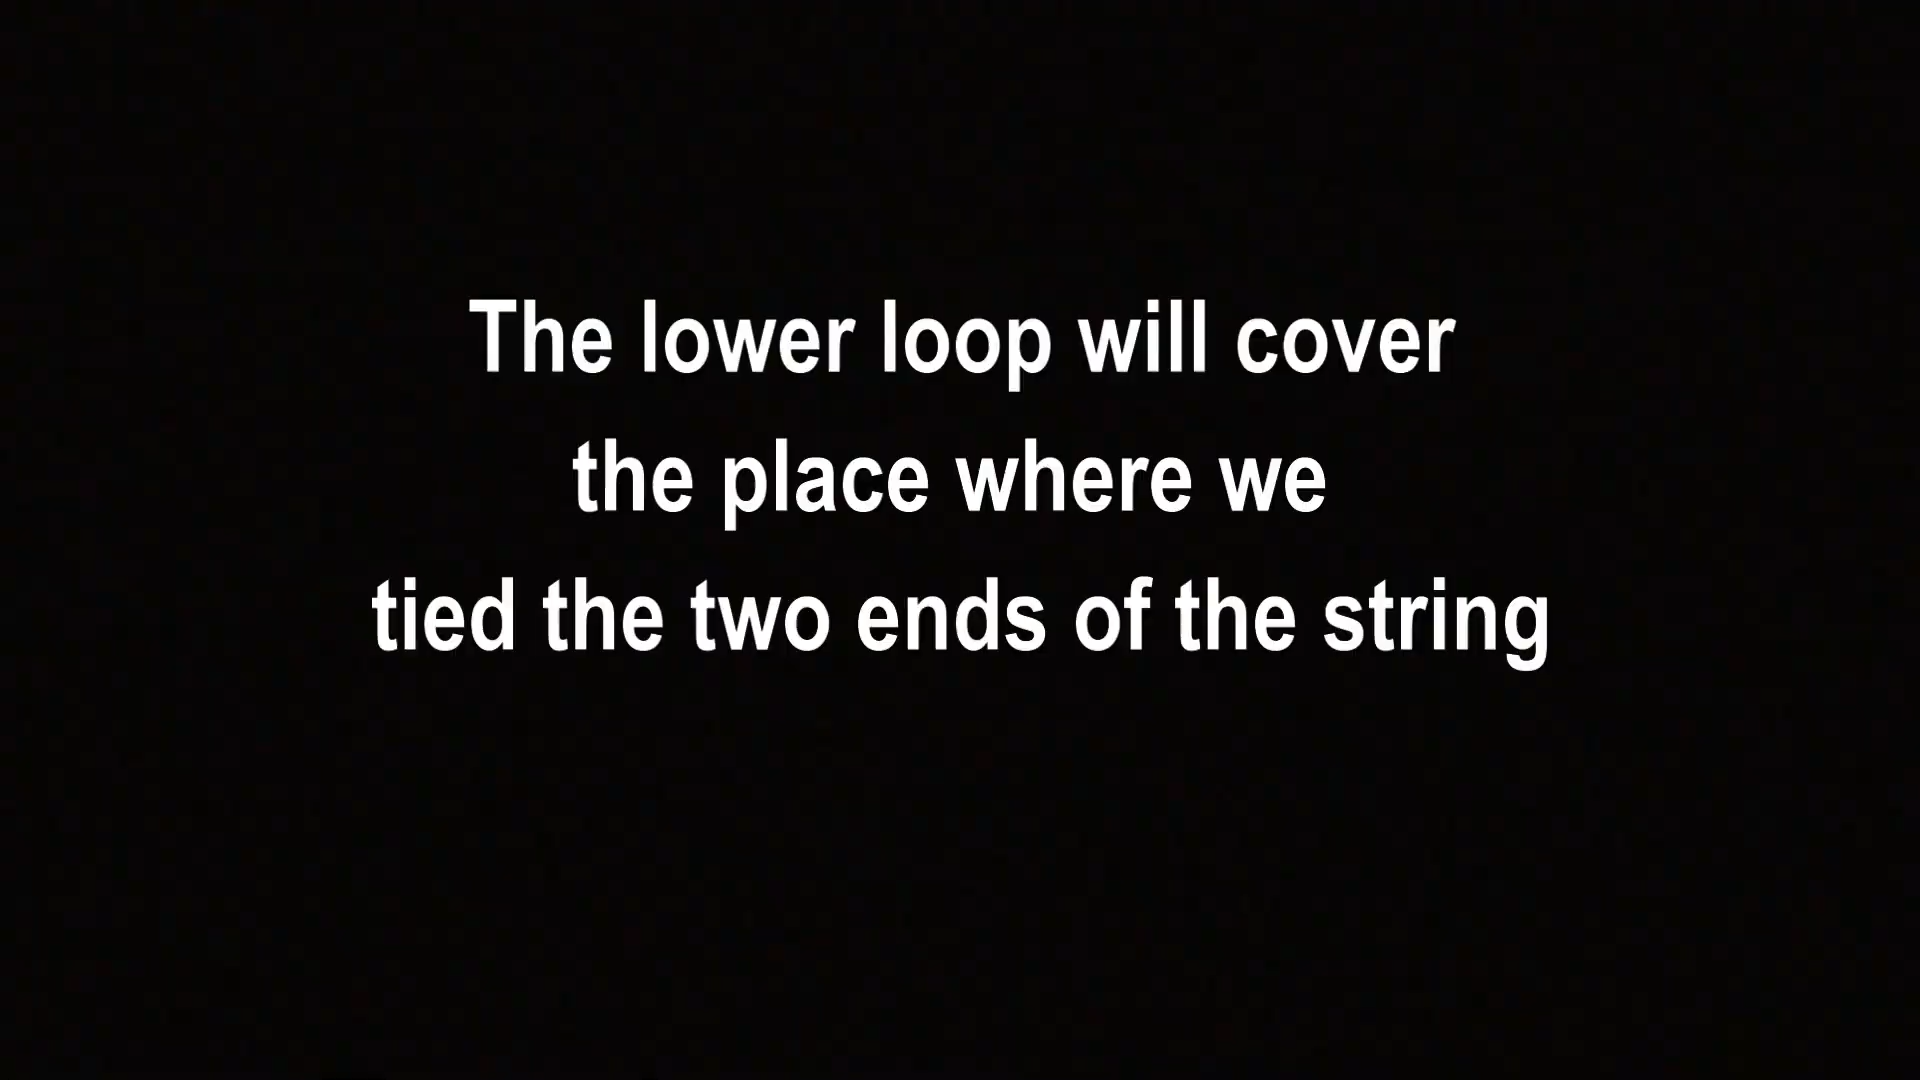 The lower loop will cover
the place where we
tied the two ends of the string